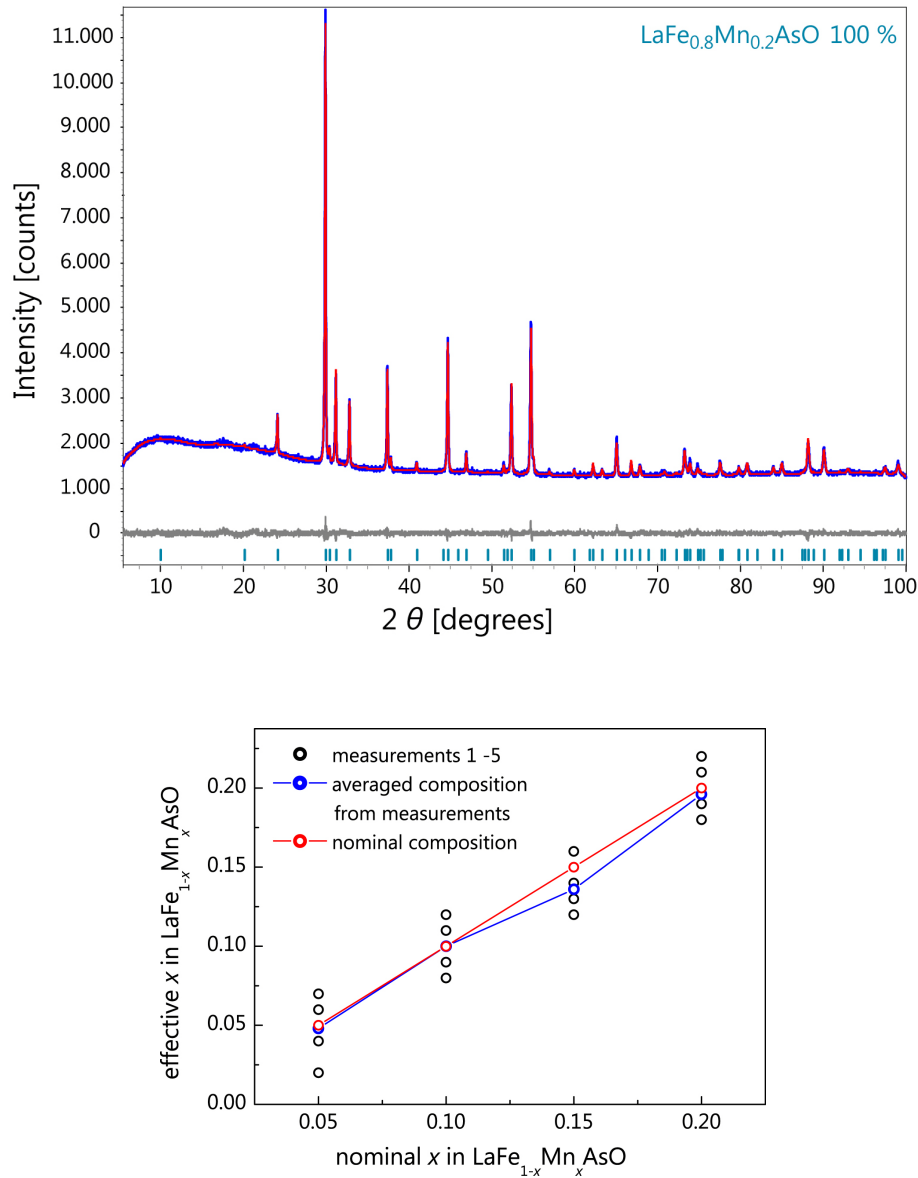 LaFe0.8Mn0.2AsO 100 %
Intensity [counts]
11.000
10.000
9.000
8.000
7.000
6.000
5.000
4.000
3.000
2.000
1.000
0
10 20 30 40 50 60 70 80 90 100
2 θ [degrees]
measurements 1 -5
averaged composition
from measurements
nominal composition
effective x in LaFe1-xMnxAsO
0.20
0.15
0.10
0.05
0.00
0.05 0.10 0.15 0.20
nominal x in LaFe1-xMnxAsO